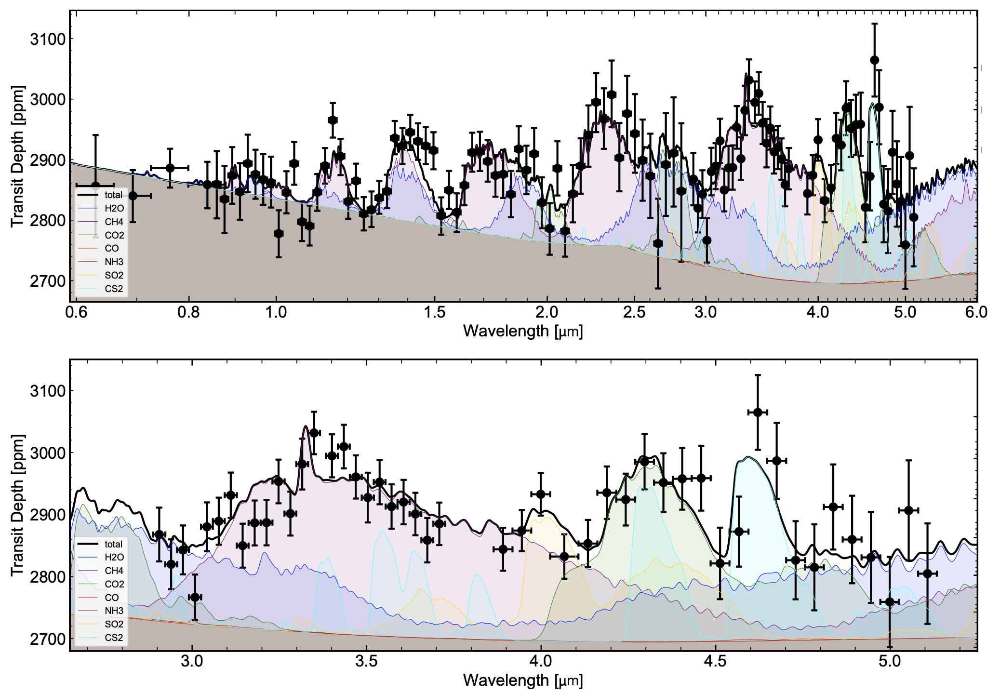 3100
3000
2900
2800
2700
Transit Depth [ppm]
total
H2O
CH4
CO2
CO
NH3
SO2
CS2
0.6 0.8 1.0 1.5 2.0 2.5 3.0 4.0 5.0 6.0
Wavelength [μm]
3100
3000
2900
2800
2700
Transit Depth [ppm]
total
H2O
CH4
CO2
CO
NH3
SO2
CS2
3.0 3.5 4.0 4.5 5.0
Wavelength [μm]